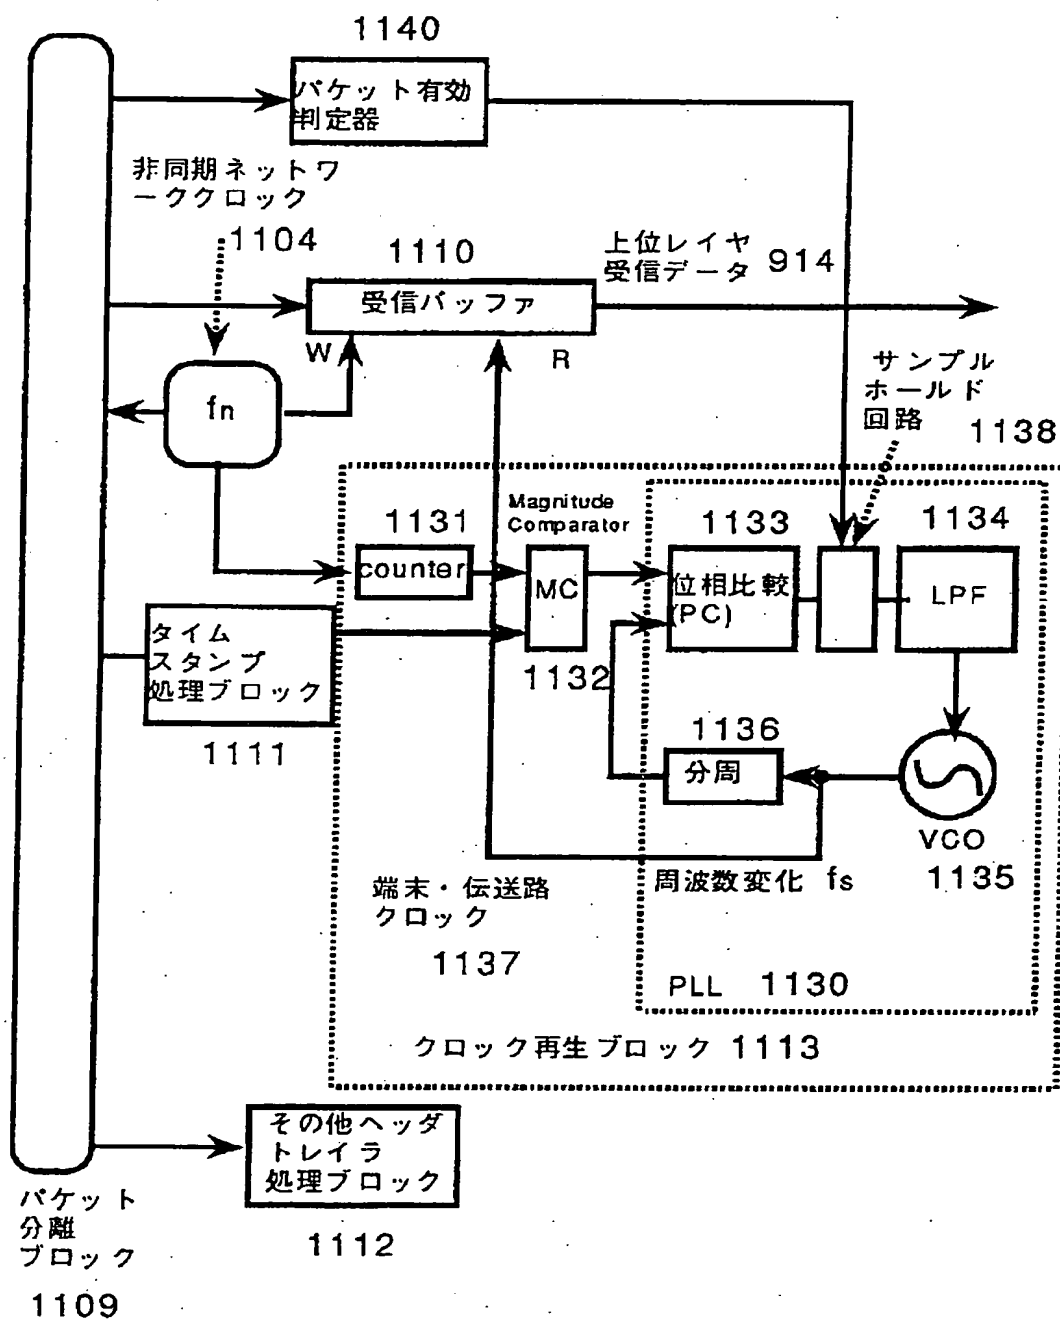 1140
パケット有効
判定器
非同期ネットワ
ーククロック
1104
1110
受信バッファ
上位レイヤ
受信データ 914
W
R
fn
サンプル
ホールド
回路
1138
1131
counter
Magnitude
Comparator
MC
1132
1133
位相比較
(PC)
1134
LPF
タイム
スタンプ
処理ブロック
1111
1136
分周
VCO
1135
周波数変化 fs
端末・伝送路
クロック
1137
PLL 1130
クロック再生ブロック 1113
その他ヘッダ
トレイラ
処理ブロック
1112
パケット
分離
ブロック
1109